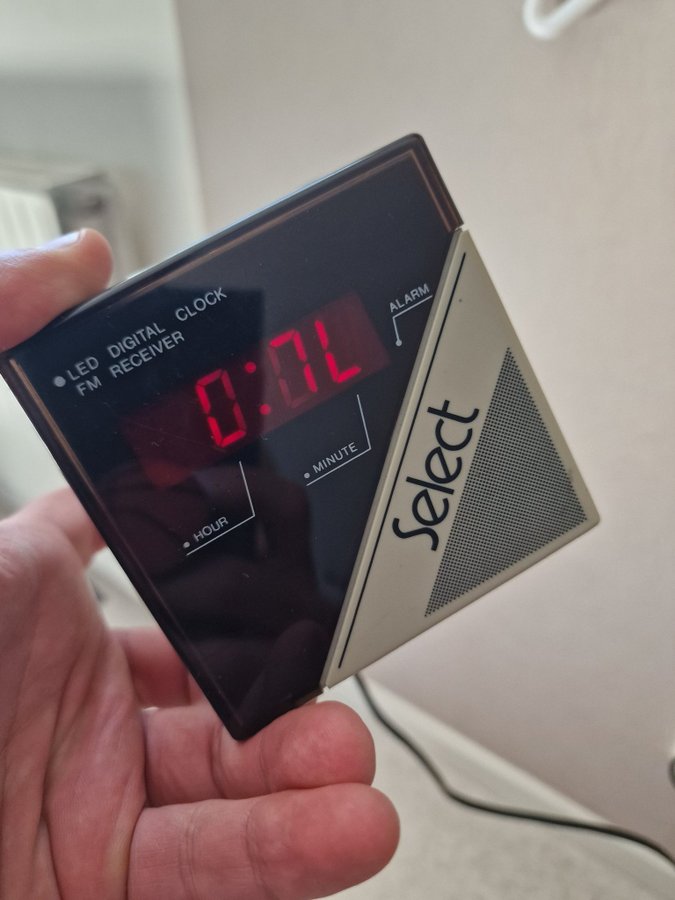 LED DIGITAL CLOCK
FM RECEIVER
ALARM
0:7L
MINUTE
HOUR
Select